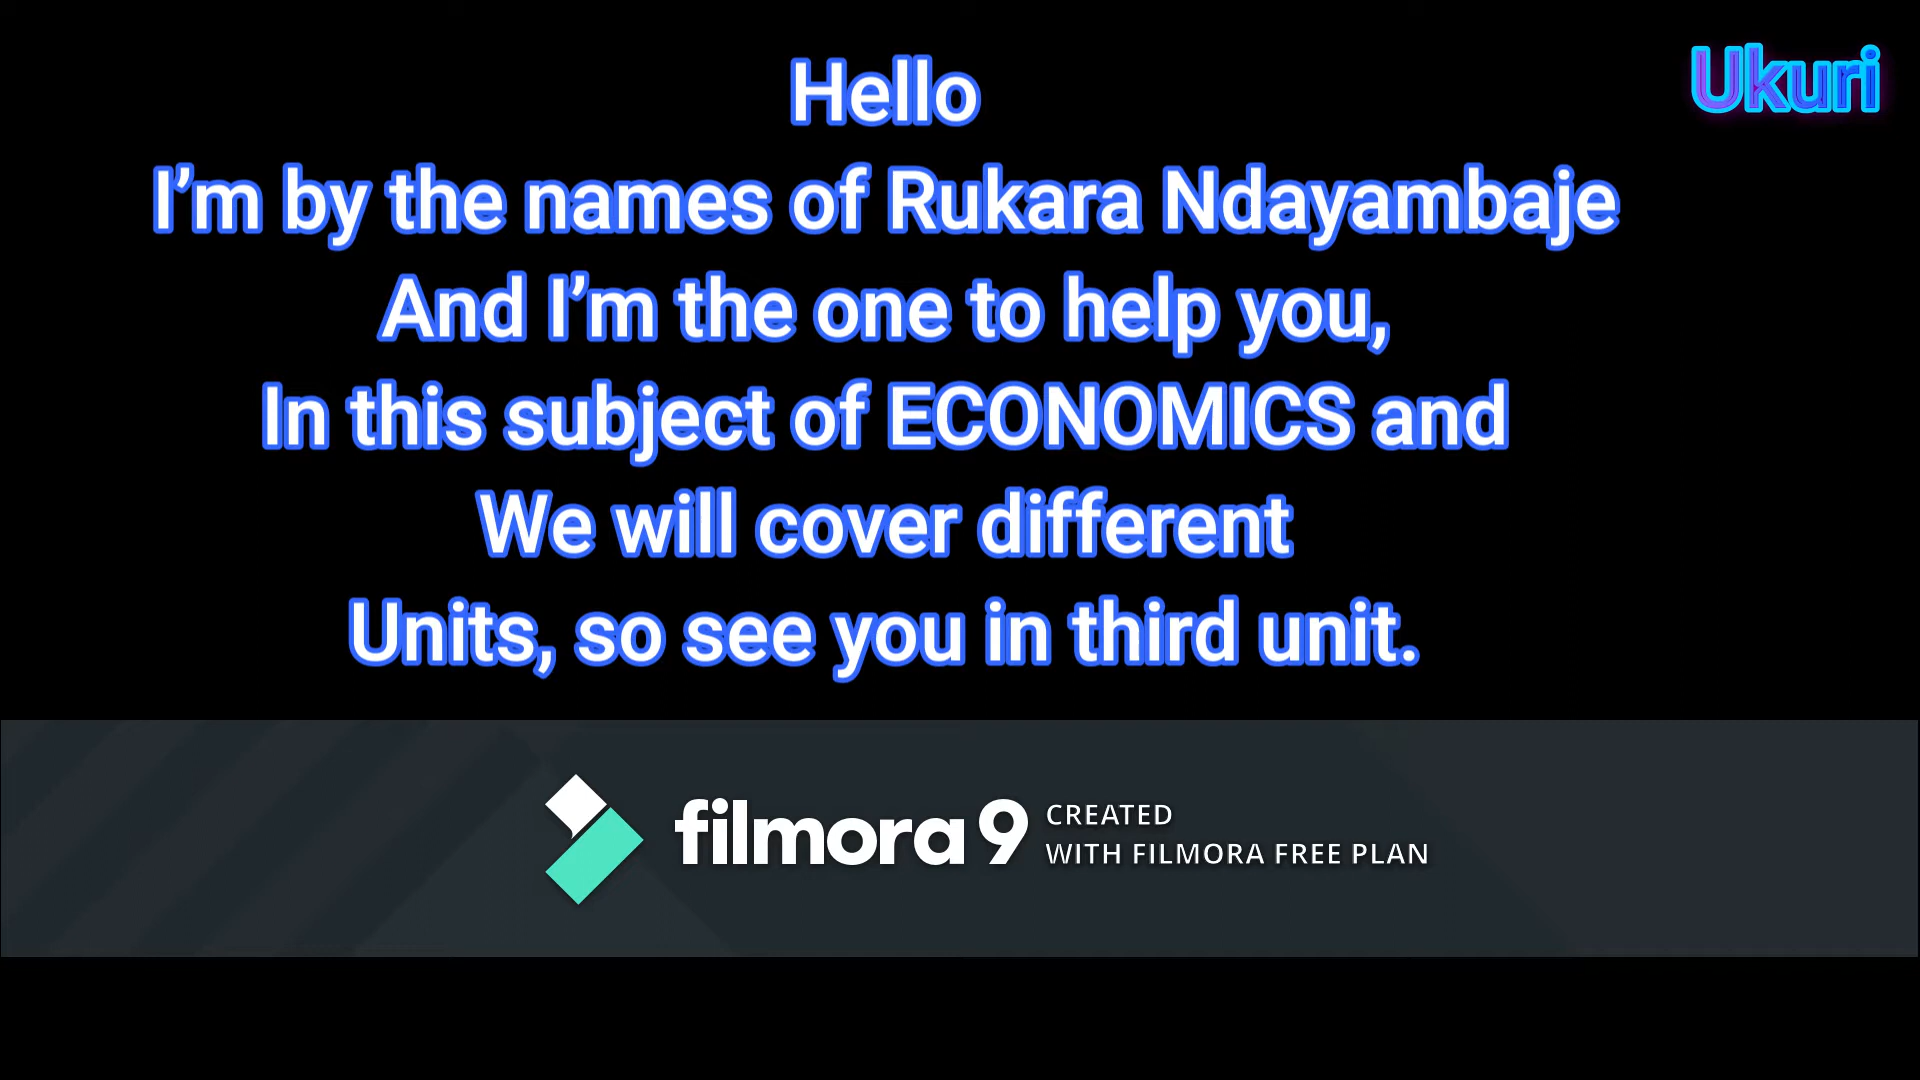 Ukuri
Hello
I’m by the names of Rukara Ndayambaje
And I’m the one to help you,
In this subject of ECONOMICS and
We will cover different
Units, so see you in third unit.
filmora 9
CREATED
WITH FILMORA FREE PLAN